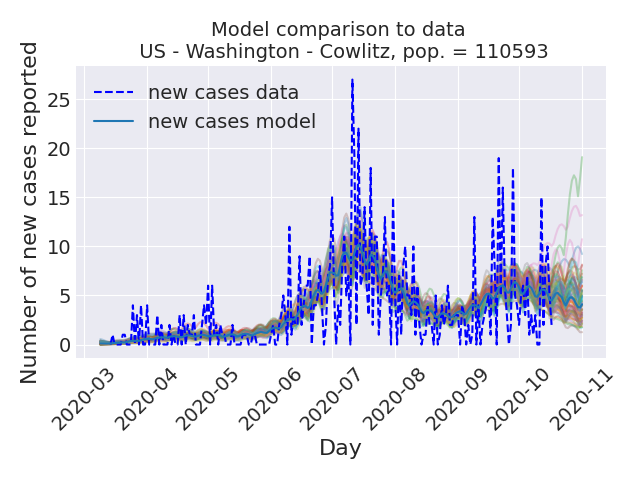 Model comparison to data
US - Washington - Cowlitz, pop. = 110593
Number of new cases reported
25
20
15
10
5
0
new cases data
new cases model
2020-03
2020-04
2020-05
2020-06
2020-07
2020-08
2020-09
2020-10
2020-11
Day